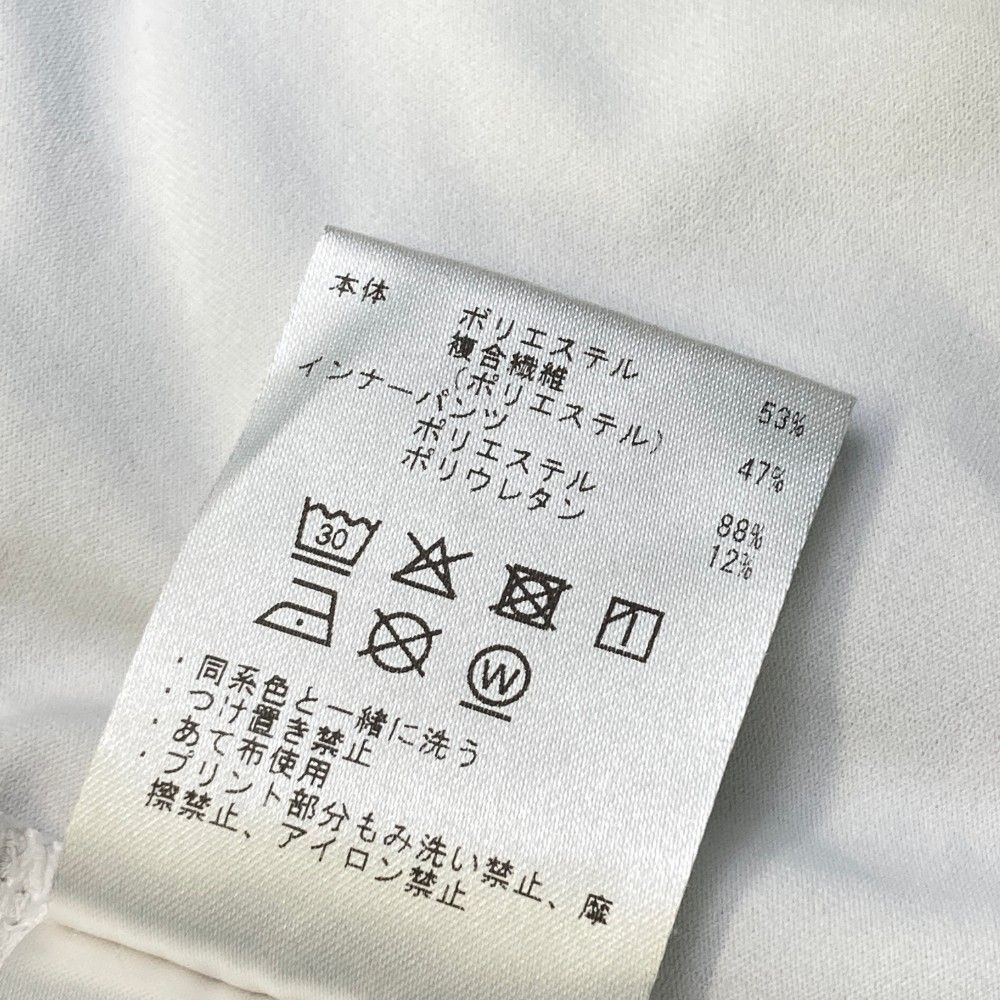 本体 ポリエステル 53%
複合繊維
(ポリエステル) 47%
インナーパンツ
ポリエステル 88%
ポリウレタン 12%
30
W
・同系色と一緒に洗う
・つけ置き禁止
・あて布使用
・プリント部分もみ洗い禁止、摩
擦禁止、アイロン禁止